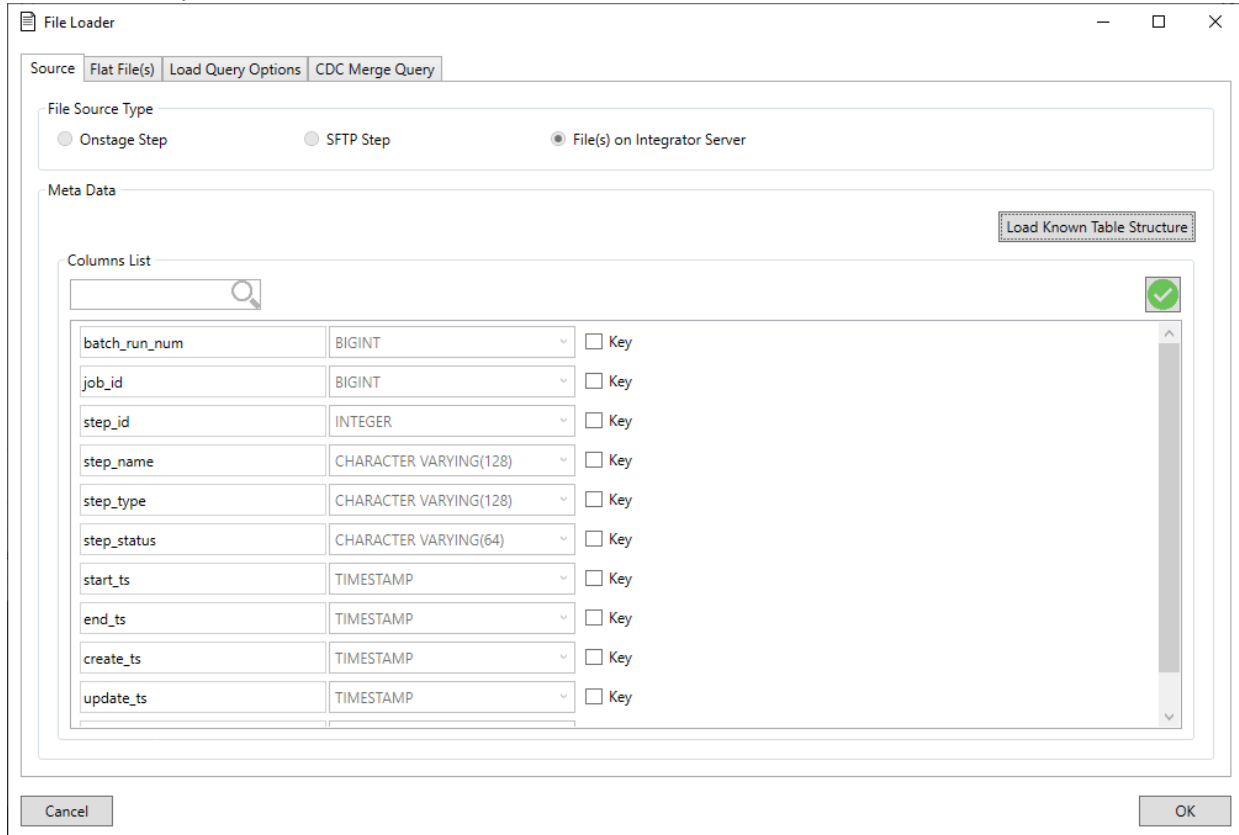 File Loader
Source Flat File(s) Load Query Options CDC Merge Query
File Source Type
Onstage Step SFTP Step File(s) on Integrator Server
Meta Data
Load Known Table Structure
Columns List
batch_run_num BIGINT Key
job_id BIGINT Key
step_id INTEGER Key
step_name CHARACTER VARYING(128) Key
step_type CHARACTER VARYING(128) Key
step_status CHARACTER VARYING(64) Key
start_ts TIMESTAMP Key
end_ts TIMESTAMP Key
create_ts TIMESTAMP Key
update_ts TIMESTAMP Key
Cancel OK